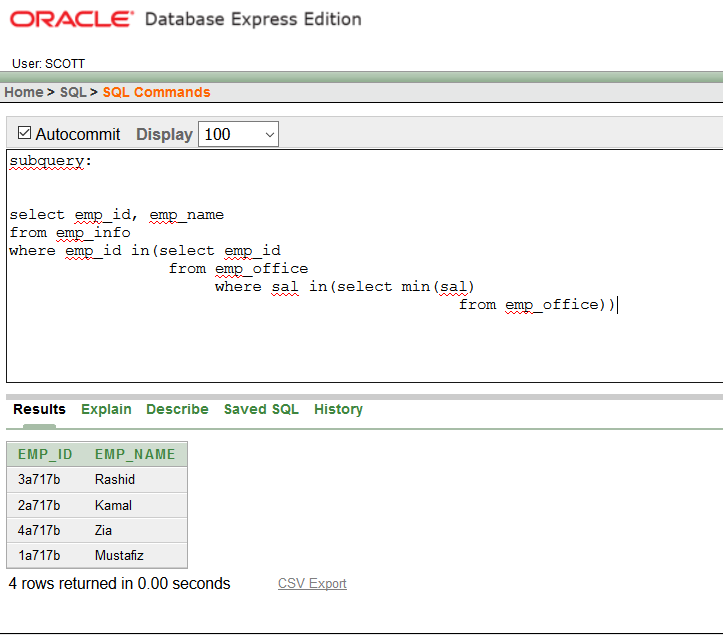 ORACLE® Database Express Edition
User: SCOTT
Home > SQL > SQL Commands
Autocommit Display 100
subquery:
select emp_id, emp_name
from emp_info
where emp_id in(select emp_id
from emp_office
where sal in(select min(sal)
from emp_office))
Results Explain Describe Saved SQL History
EMP_ID EMP_NAME
3a717b Rashid
2a717b Kamal
4a717b Zia
1a717b Mustafiz
4 rows returned in 0.00 seconds CSV Export